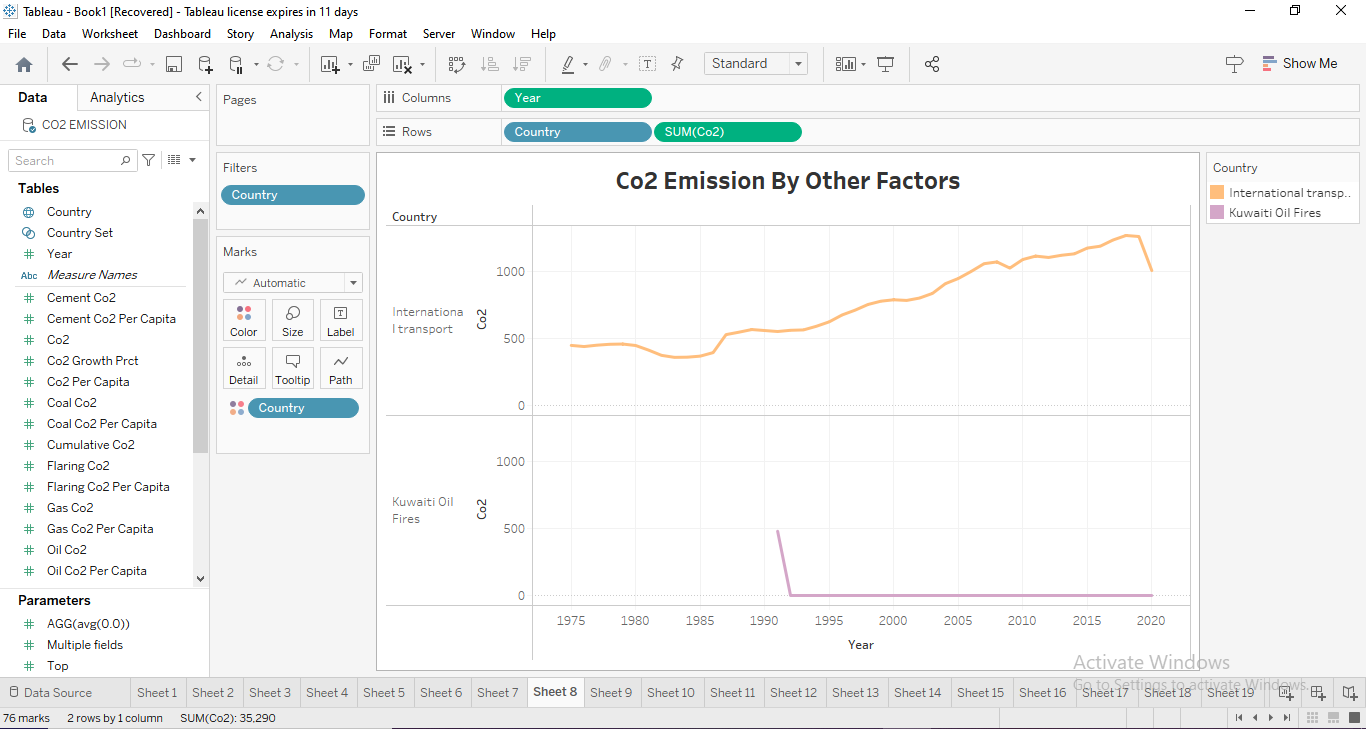 Tableau - Book1 [Recovered] - Tableau license expires in 11 days
File Data Worksheet Dashboard Story Analysis Map Format Server Window Help
Standard
Show Me
Data Analytics
CO2 EMISSION
Search
Tables
Country
Country Set
Year
Abc Measure Names
Cement Co2
Cement Co2 Per Capita
Co2
Co2 Growth Prct
Co2 Per Capita
Coal Co2
Coal Co2 Per Capita
Cumulative Co2
Flaring Co2
Flaring Co2 Per Capita
Gas Co2
Gas Co2 Per Capita
Oil Co2
Oil Co2 Per Capita
Parameters
AGG(avg(0.0))
Multiple fields
Top
Pages
Filters
Country
Marks
Automatic
Color Size Label
Detail Tooltip Path
Country
Columns Year
Rows Country SUM(Co2)
Co2 Emission By Other Factors
Country
Internationa
l transport
Co2
1000
500
0
Kuwaiti Oil
Fires
Co2
1000
500
0
1975 1980 1985 1990 1995 2000 2005 2010 2015 2020
Year
Country
International transp..
Kuwaiti Oil Fires
Activate Windows
Go to Settings to activate Windows.
Data Source Sheet 1 Sheet 2 Sheet 3 Sheet 4 Sheet 5 Sheet 6 Sheet 7 Sheet 8 Sheet 9 Sheet 10 Sheet 11 Sheet 12 Sheet 13 Sheet 14 Sheet 15 Sheet 16 Sheet 17 Sheet 18 Sheet 19
76 marks 2 rows by 1 column SUM(Co2): 35,290